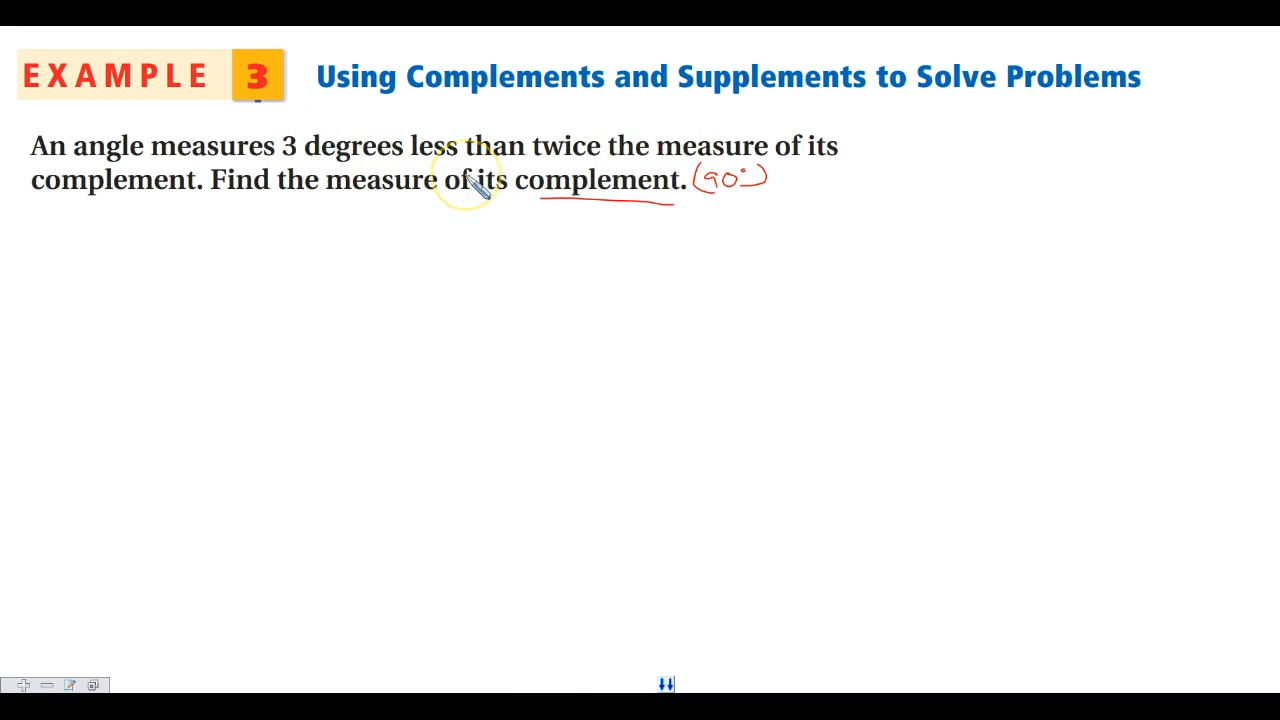 EXAMPLE 3 Using Complements and Supplements to Solve Problems
An angle measures 3 degrees less than twice the measure of its
complement. Find the measure of its complement. (90°)